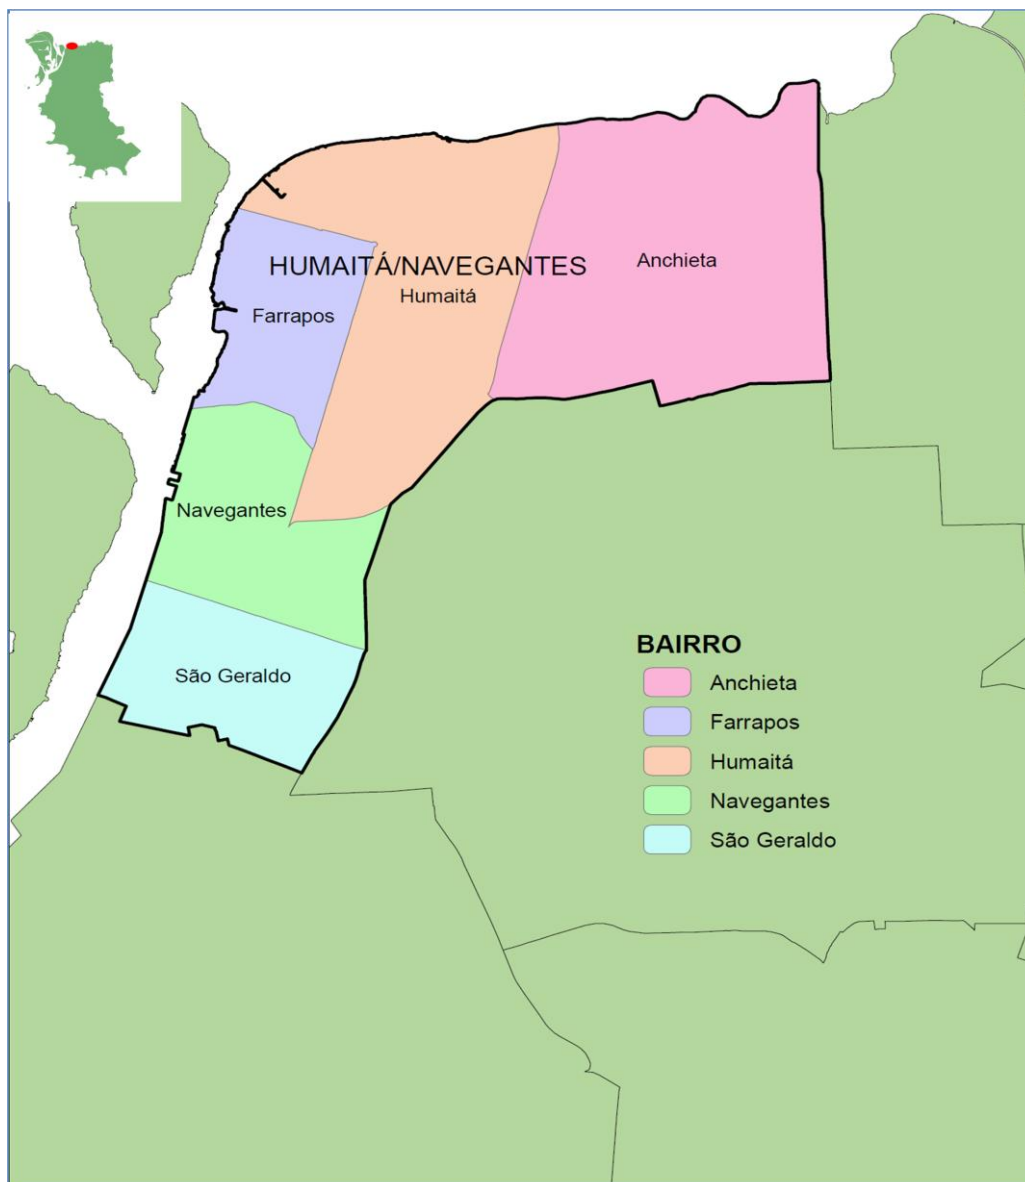 HUMAITÁ/NAVEGANTES
Anchieta
Humaitá
Farrapos
Navegantes
São Geraldo
BAIRRO
Anchieta
Farrapos
Humaitá
Navegantes
São Geraldo